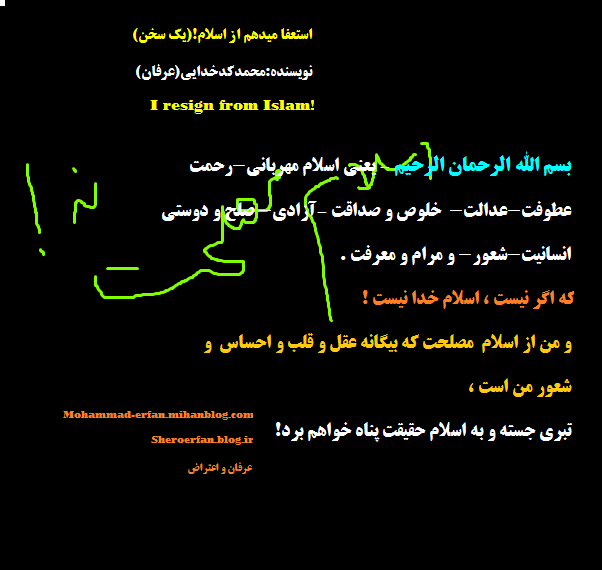 استعفا میدهم از اسلام!(یک سخن)
نویسنده:محمدکدخدایی(عرفان)
I resign from Islam!
بسم الله الرحمان الرحیم یعنی اسلام مهربانی–رحمت
عطوفت–عدالت– خلوص و صداقت –آزادی–صلح و دوستی
انسانیت–شعور– و مرام و معرفت .
که اگر نیست ، اسلام خدا نیست !
و من از اسلام مصلحت که بیگانه عقل و قلب و احساس و
شعور من است ،
تبری جسته و به اسلام حقیقت پناه خواهم برد!
Mohammad-erfan.mihanblog.com
Sheroerfan.blog.ir
عرفان و اعتراض